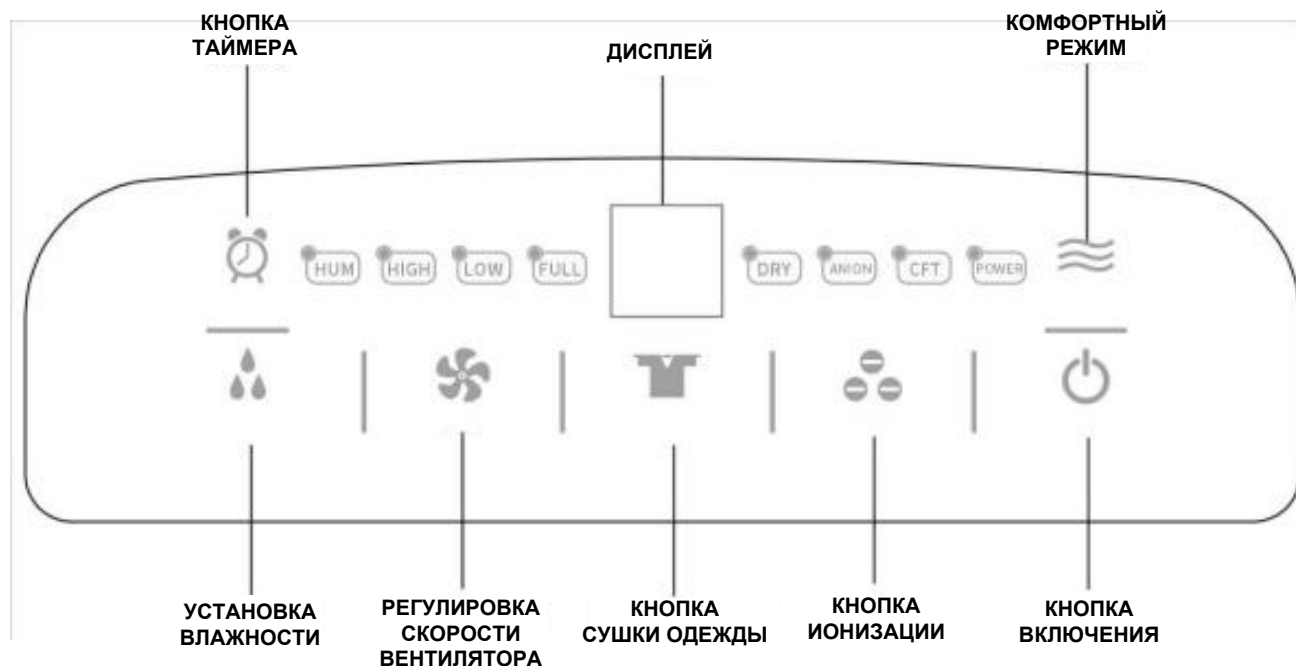 КНОПКА
ТАЙМЕРА
ДИСПЛЕЙ
КОМФОРТНЫЙ
РЕЖИМ
HUM HIGH LOW FULL DRY ANION CFT POWER
УСТАНОВКА
ВЛАЖНОСТИ
РЕГУЛИРОВКА
СКОРОСТИ
ВЕНТИЛЯТОРА
КНОПКА
СУШКИ ОДЕЖДЫ
КНОПКА
ИОНИЗАЦИИ
КНОПКА
ВКЛЮЧЕНИЯ